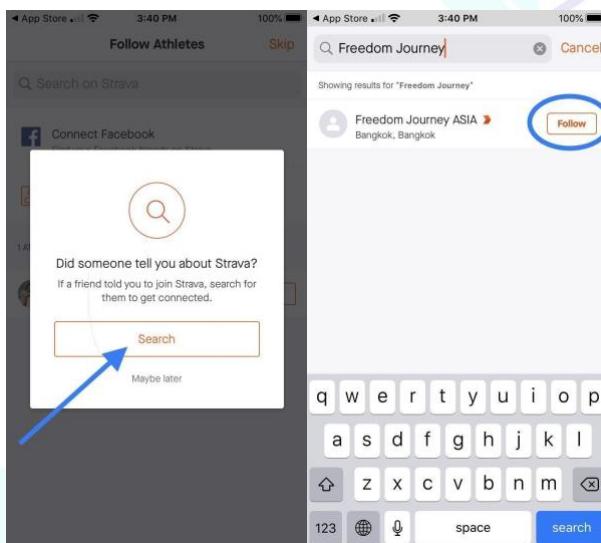 App Store
3:40 PM
100%
Follow Athletes
Skip
Search on Strava
Connect Facebook
Did someone tell you about Strava?
If a friend told you to join Strava, search for
them to get connected.
Search
Maybe later
App Store
3:40 PM
100%
Freedom Journey
Cancel
Showing results for "Freedom Journey"
Freedom Journey ASIA
Bangkok, Bangkok
Follow
q w e r t y u i o p
a s d f g h j k l
z x c v b n m
123 space search